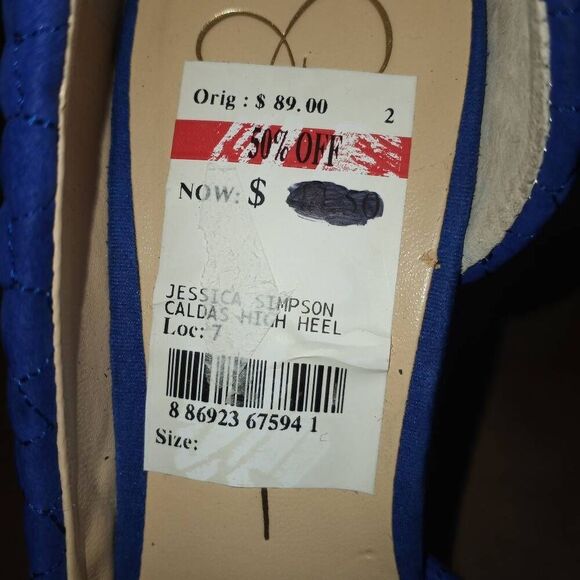 Orig : $ 89.00 2
50% OFF
NOW: $
JESSICA SIMPSON
CALDAS HIGH HEEL
Loc: 7
8 86923 67594 1
Size: